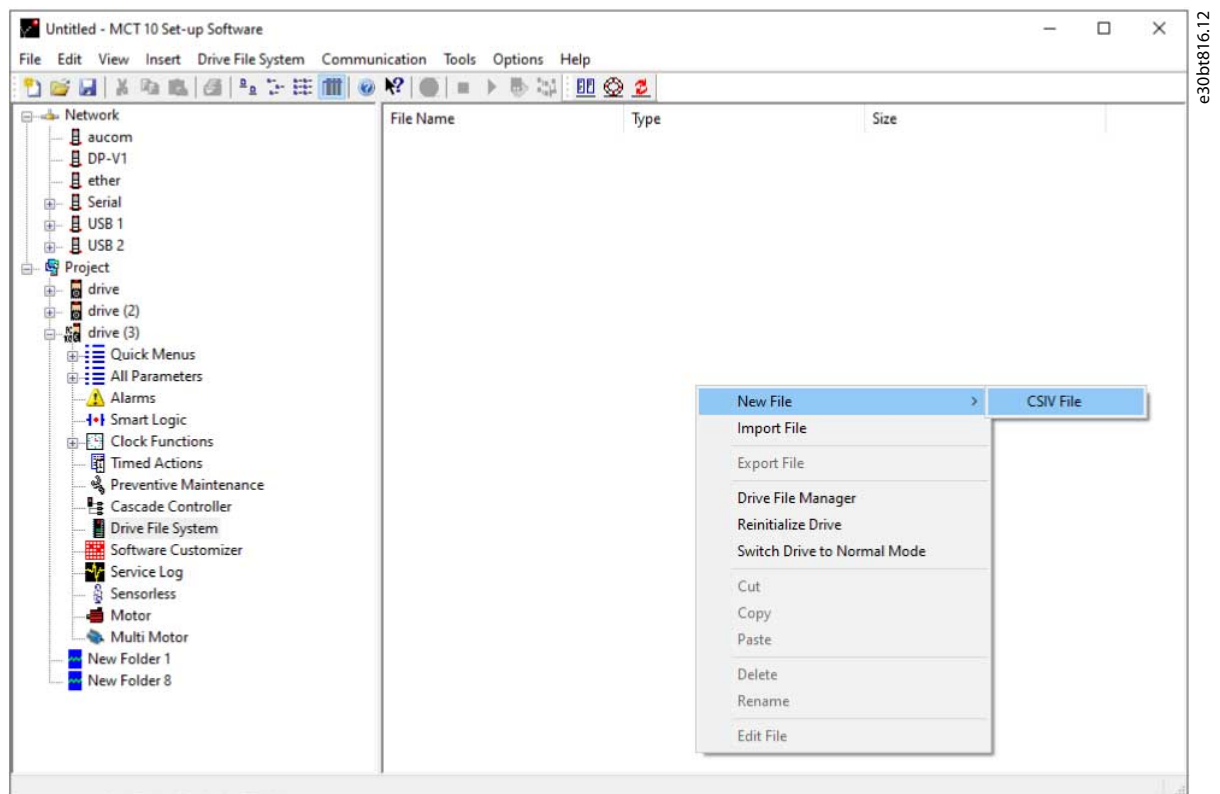 Untitled - MCT 10 Set-up Software
File Edit View Insert Drive File System Communication Tools Options Help
Network
aucom
DP-V1
ether
Serial
USB 1
USB 2
Project
drive
drive (2)
drive (3)
Quick Menus
All Parameters
Alarms
Smart Logic
Clock Functions
Timed Actions
Preventive Maintenance
Cascade Controller
Drive File System
Software Customizer
Service Log
Sensorless
Motor
Multi Motor
New Folder 1
New Folder 8
File Name Type Size
New File > CSIV File
Import File
Export File
Drive File Manager
Reinitialize Drive
Switch Drive to Normal Mode
Cut
Copy
Paste
Delete
Rename
Edit File
e30bt816.12